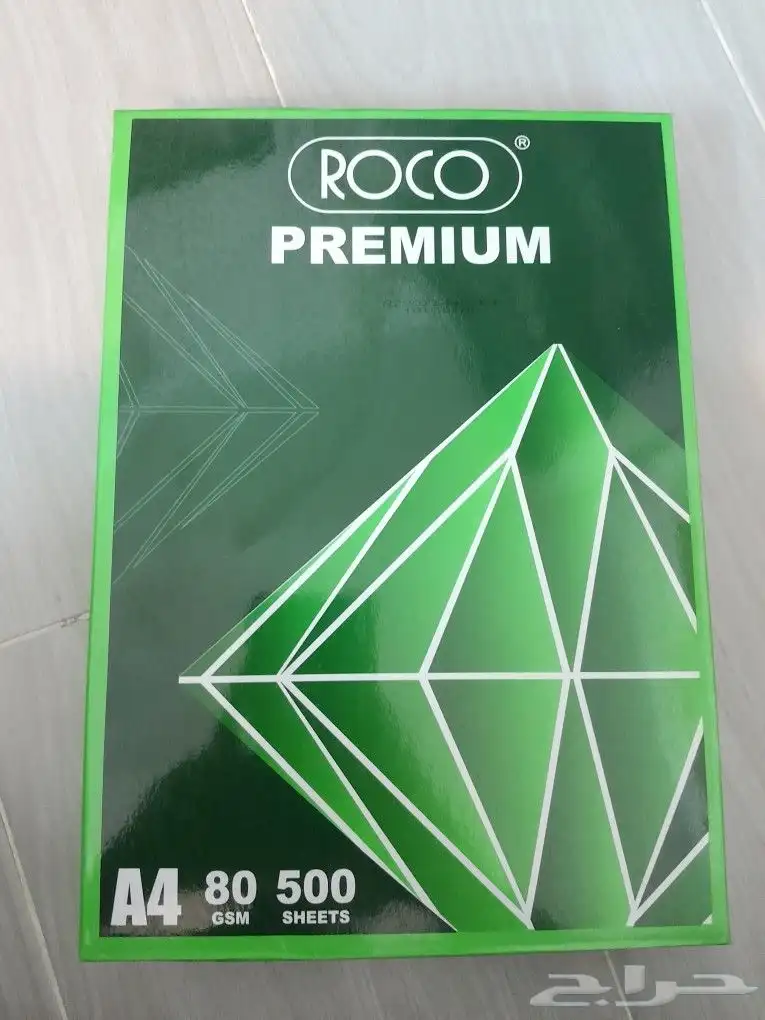 ROCO®
PREMIUM
A4 80 500
GSM SHEETS
حراج